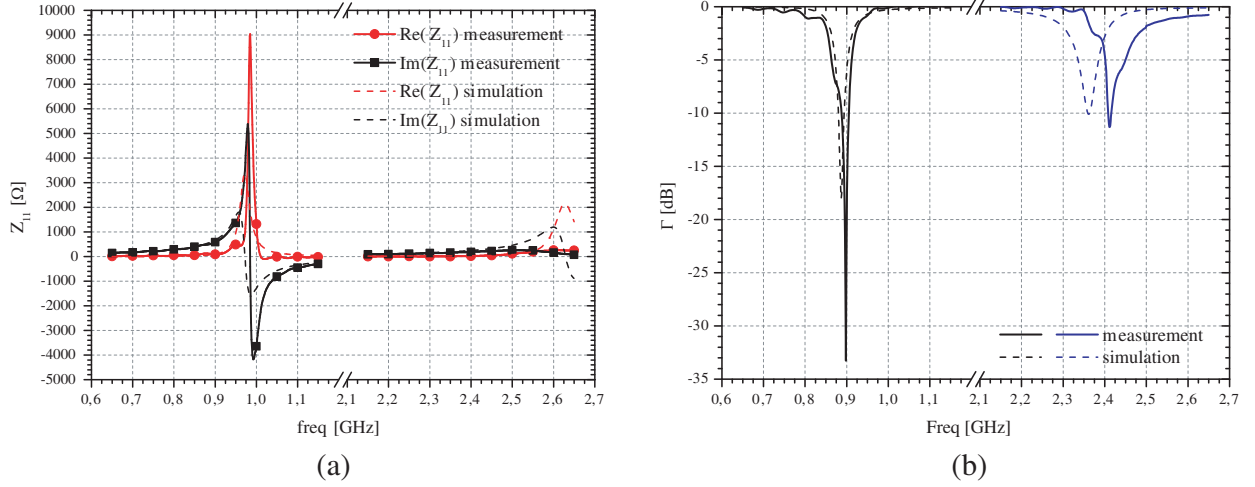 10000
9000
8000
7000
6000
5000
4000
3000
2000
1000
0
-1000
-2000
-3000
-4000
-5000
Z₁₁ [Ω]
Re(Z₁₁) measurement
Im(Z₁₁) measurement
Re(Z₁₁) simulation
Im(Z₁₁) simulation
0,6 0,7 0,8 0,9 1,0 1,1 2,1 2,2 2,3 2,4 2,5 2,6 2,7
freq [GHz]
(a)
0
-5
-10
-15
-20
-25
-30
-35
Γ [dB]
measurement
simulation
0,6 0,7 0,8 0,9 1,0 1,1 2,1 2,2 2,3 2,4 2,5 2,6 2,7
Freq [GHz]
(b)